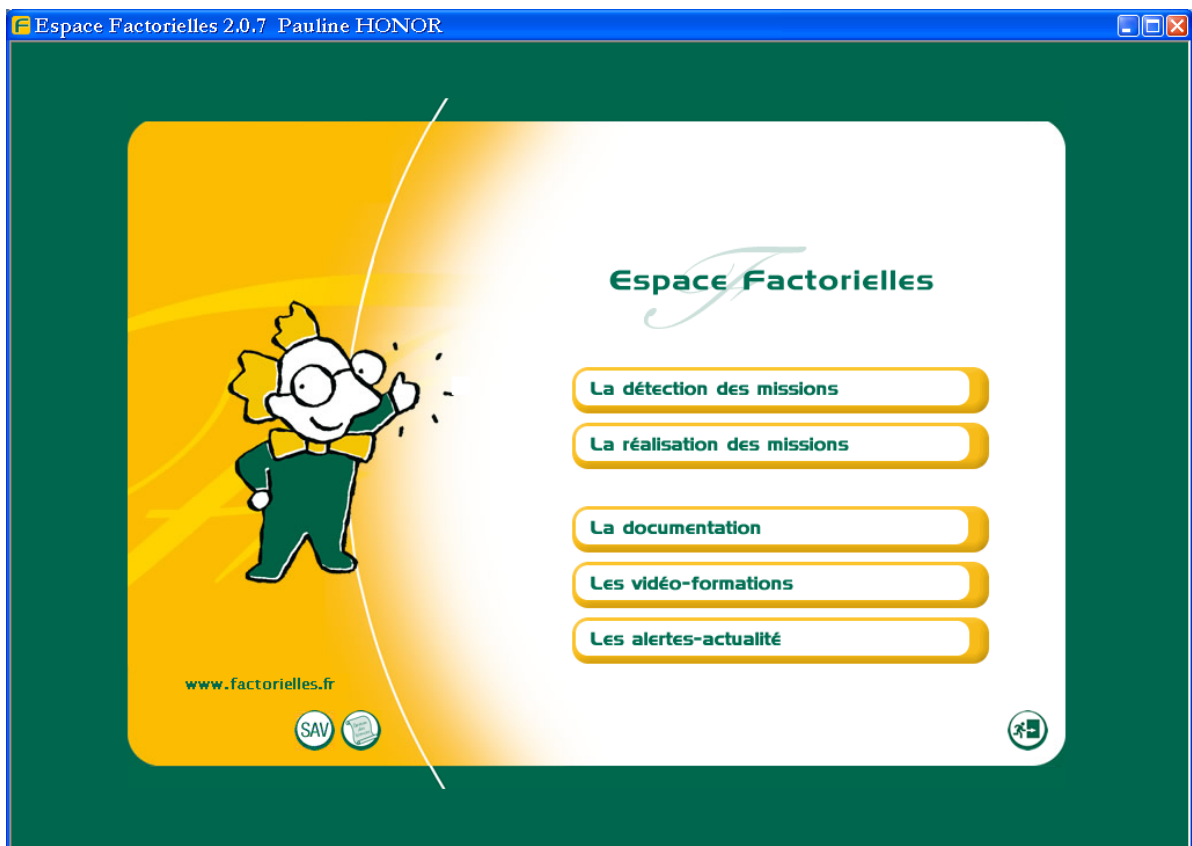 Espace Factorielles 2.0.7 Pauline HONOR
Espace Factorielles
La détection des missions
La réalisation des missions
La documentation
Les vidéo-formations
Les alertes-actualité
www.factorielles.fr
SAV